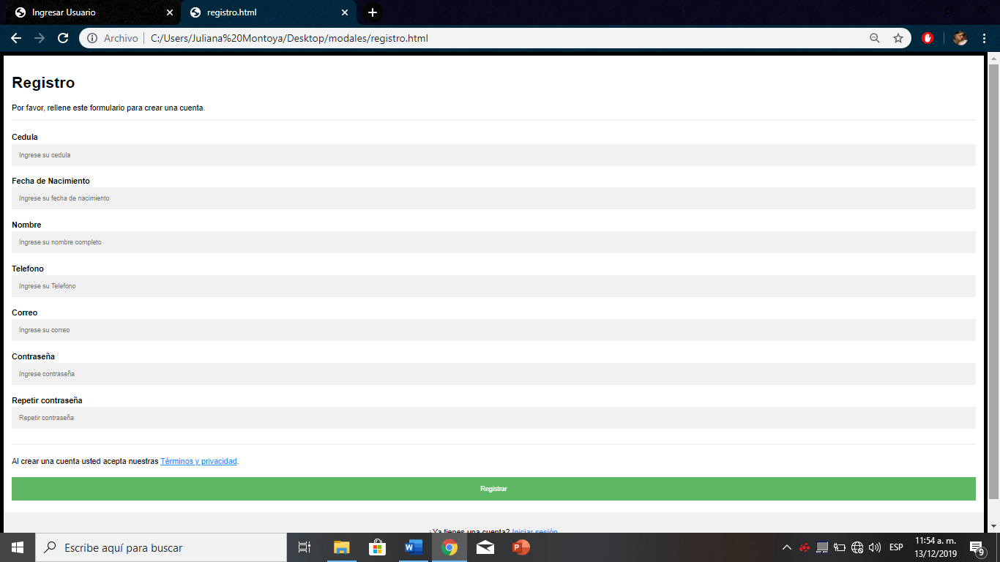 Ingresar Usuario
registro.html
Archivo
C:/Users/Juliana%20Montoya/Desktop/modales/registro.html
Registro
Por favor, rellene este formulario para crear una cuenta.
Cedula
Ingrese su cedula
Fecha de Nacimiento
Ingrese su fecha de nacimiento
Nombre
Ingrese su nombre completo
Telefono
Ingrese su Telefono
Correo
Ingrese su correo
Contraseña
Ingrese contraseña
Repetir contraseña
Repetir contraseña
Al crear una cuenta usted acepta nuestras Términos y privacidad.
Registrar
¿Ya tienes una cuenta? Iniciar sesión
Escribe aquí para buscar
ESP
11:54 a. m.
13/12/2019
9